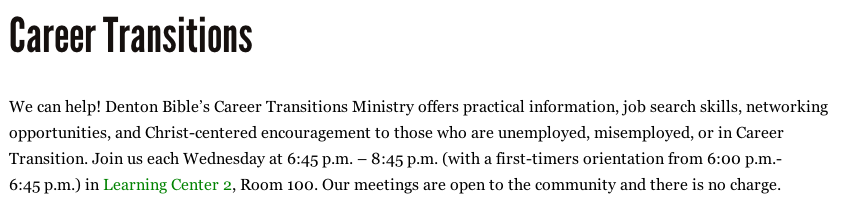 Career Transitions
We can help! Denton Bible’s Career Transitions Ministry offers practical information, job search skills, networking
opportunities, and Christ-centered encouragement to those who are unemployed, misemployed, or in Career
Transition. Join us each Wednesday at 6:45 p.m. – 8:45 p.m. (with a first-timers orientation from 6:00 p.m.-
6:45 p.m.) in Learning Center 2, Room 100. Our meetings are open to the community and there is no charge.